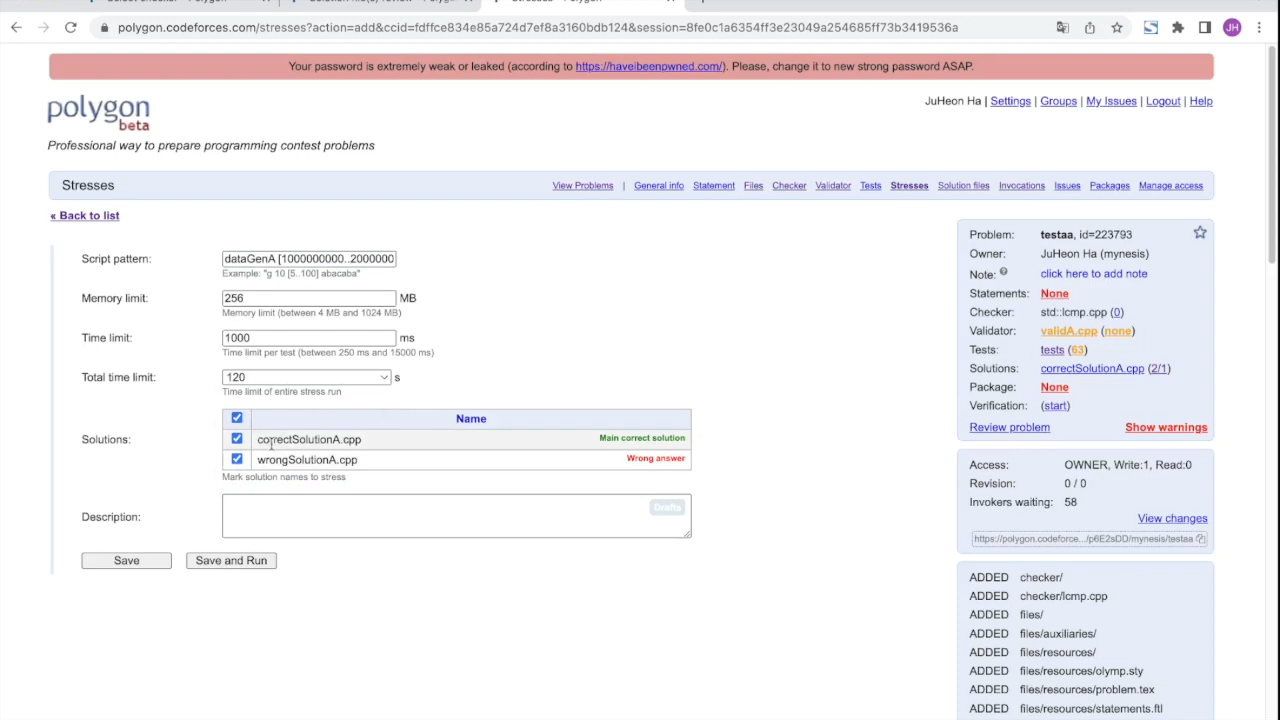 polygon.codeforces.com/stresses?action=add&ccid=fdffce834e85a724d7ef8a3160bdb124&session=8fe0c1a6354ff3e23049a254685ff73b3419536a
JH
Your password is extremely weak or leaked (according to https://haveibeenpwned.com/). Please, change it to new strong password ASAP.
polygon
beta
JuHeon Ha | Settings | Groups | My Issues | Logout | Help
Professional way to prepare programming contest problems
Stresses
View Problems | General info Statement Files Checker Validator Tests Stresses Solution files Invocations Issues Packages Manage access
« Back to list
Script pattern: dataGenA [1000000000..2000000
Example: "g 10 [5..100] abacaba"
Memory limit: 256 MB
Memory limit (between 4 MB and 1024 MB)
Time limit: 1000 ms
Time limit per test (between 250 ms and 15000 ms)
Total time limit: 120 s
Time limit of entire stress run
Name
Solutions: correctSolutionA.cpp Main correct solution
wrongSolutionA.cpp Wrong answer
Mark solution names to stress
Description: Drafts
Save Save and Run
Problem: testaa, id=223793
Owner: JuHeon Ha (mynesis)
Note: click here to add note
Statements: None
Checker: std::lcmp.cpp (0)
Validator: validA.cpp (none)
Tests: tests (63)
Solutions: correctSolutionA.cpp (2/1)
Package: None
Verification: (start)
Review problem Show warnings
Access: OWNER, Write:1, Read:0
Revision: 0 / 0
Invokers waiting: 58
View changes
https://polygon.codeforce.../p6E2sDD/mynesis/testaa
ADDED checker/
ADDED checker/lcmp.cpp
ADDED files/
ADDED files/auxiliaries/
ADDED files/resources/
ADDED files/resources/olymp.sty
ADDED files/resources/problem.tex
ADDED files/resources/statements.ftl